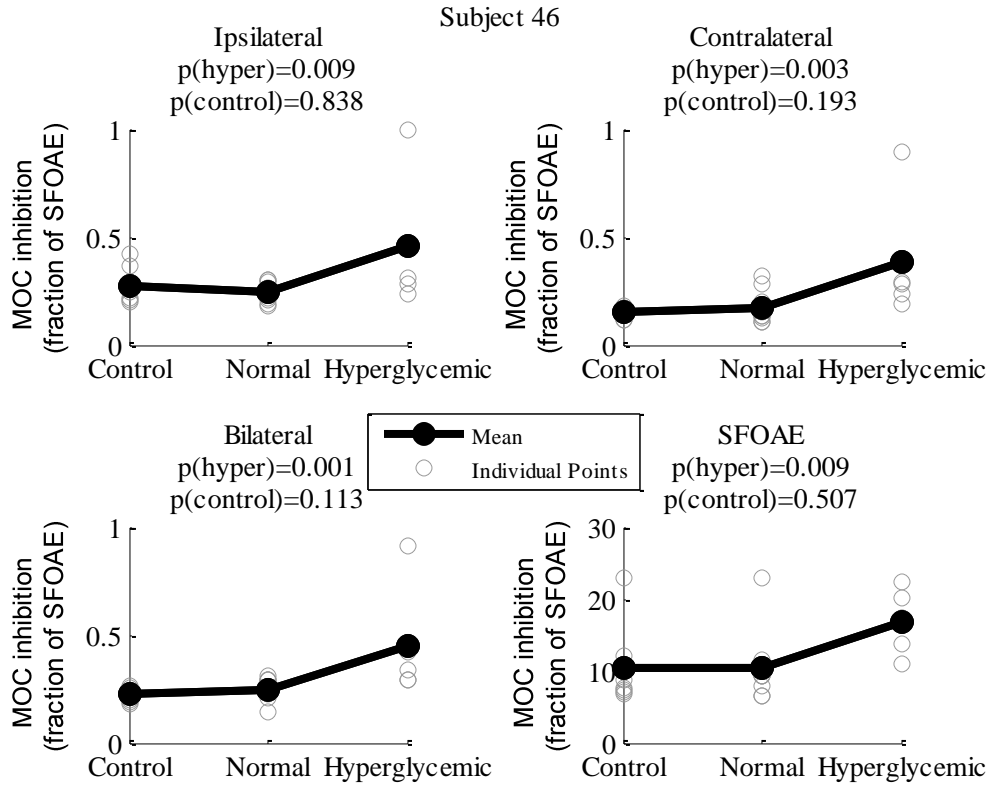 Subject 46
Ipsilateral
p(hyper)=0.009
p(control)=0.838
MOC inhibition
(fraction of SFOAE)
1
0.5
0
Control Normal Hyperglycemic
Contralateral
p(hyper)=0.003
p(control)=0.193
MOC inhibition
(fraction of SFOAE)
1
0.5
0
Control Normal Hyperglycemic
Bilateral
p(hyper)=0.001
p(control)=0.113
MOC inhibition
(fraction of SFOAE)
1
0.5
0
Control Normal Hyperglycemic
Mean
Individual Points
SFOAE
p(hyper)=0.009
p(control)=0.507
MOC inhibition
(fraction of SFOAE)
30
20
10
0
Control Normal Hyperglycemic